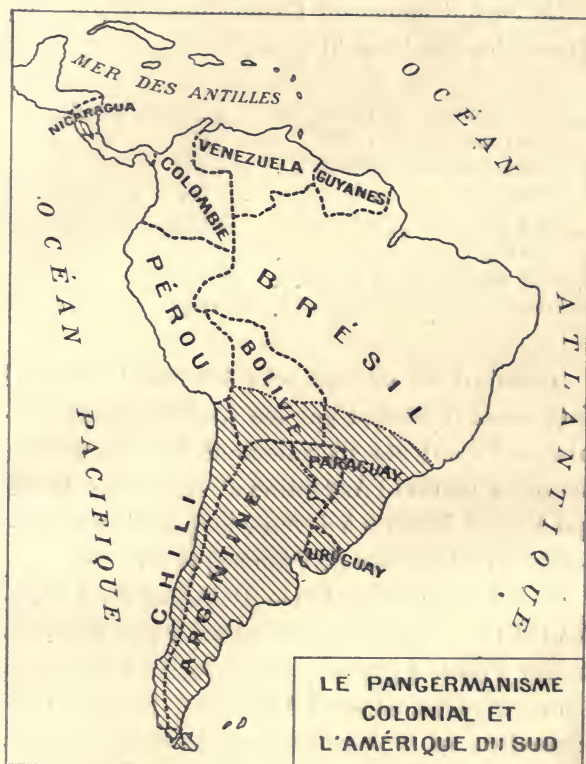 MER DES ANTILLES
OCÉAN
NICARAGUA
VENEZUELA
GUYANES
COLOMBIE
OCÉAN
PÉROU
BRÉSIL
ATLANTIQUE
BOLIVIE
PACIFIQUE
PARAGUAY
CHILI
ARGENTINE
URUGUAY
LE PANGERMANISME
COLONIAL ET
L'AMÉRIQUE DU SUD